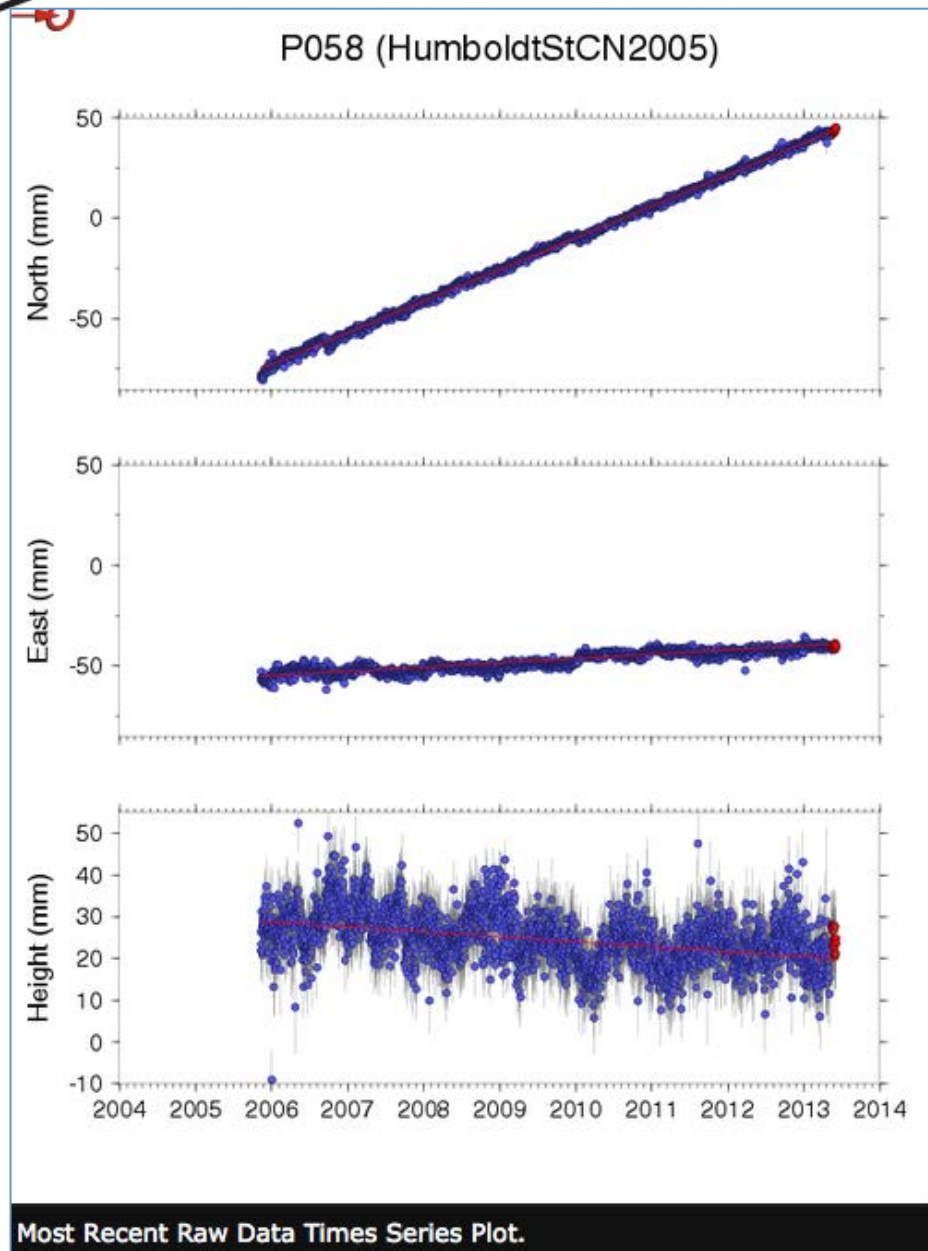 P058 (HumboldtStCN2005)
50
0
-50
North (mm)
50
0
-50
East (mm)
50
40
30
20
10
0
-10
Height (mm)
2004 2005 2006 2007 2008 2009 2010 2011 2012 2013 2014
Most Recent Raw Data Times Series Plot.